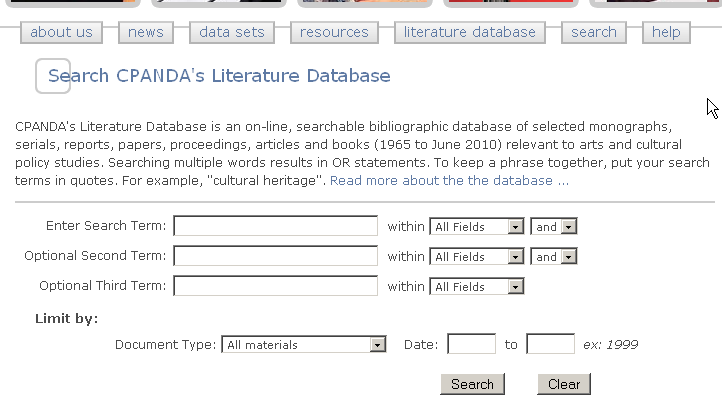 about us news data sets resources literature database search help
Search CPANDA's Literature Database
CPANDA's Literature Database is an on-line, searchable bibliographic database of selected monographs,
serials, reports, papers, proceedings, articles and books (1965 to June 2010) relevant to arts and cultural
policy studies. Searching multiple words results in OR statements. To keep a phrase together, put your search
terms in quotes. For example, "cultural heritage". Read more about the the database ...
Enter Search Term: within All Fields and
Optional Second Term: within All Fields and
Optional Third Term: within All Fields
Limit by:
Document Type: All materials Date: to ex: 1999
Search Clear